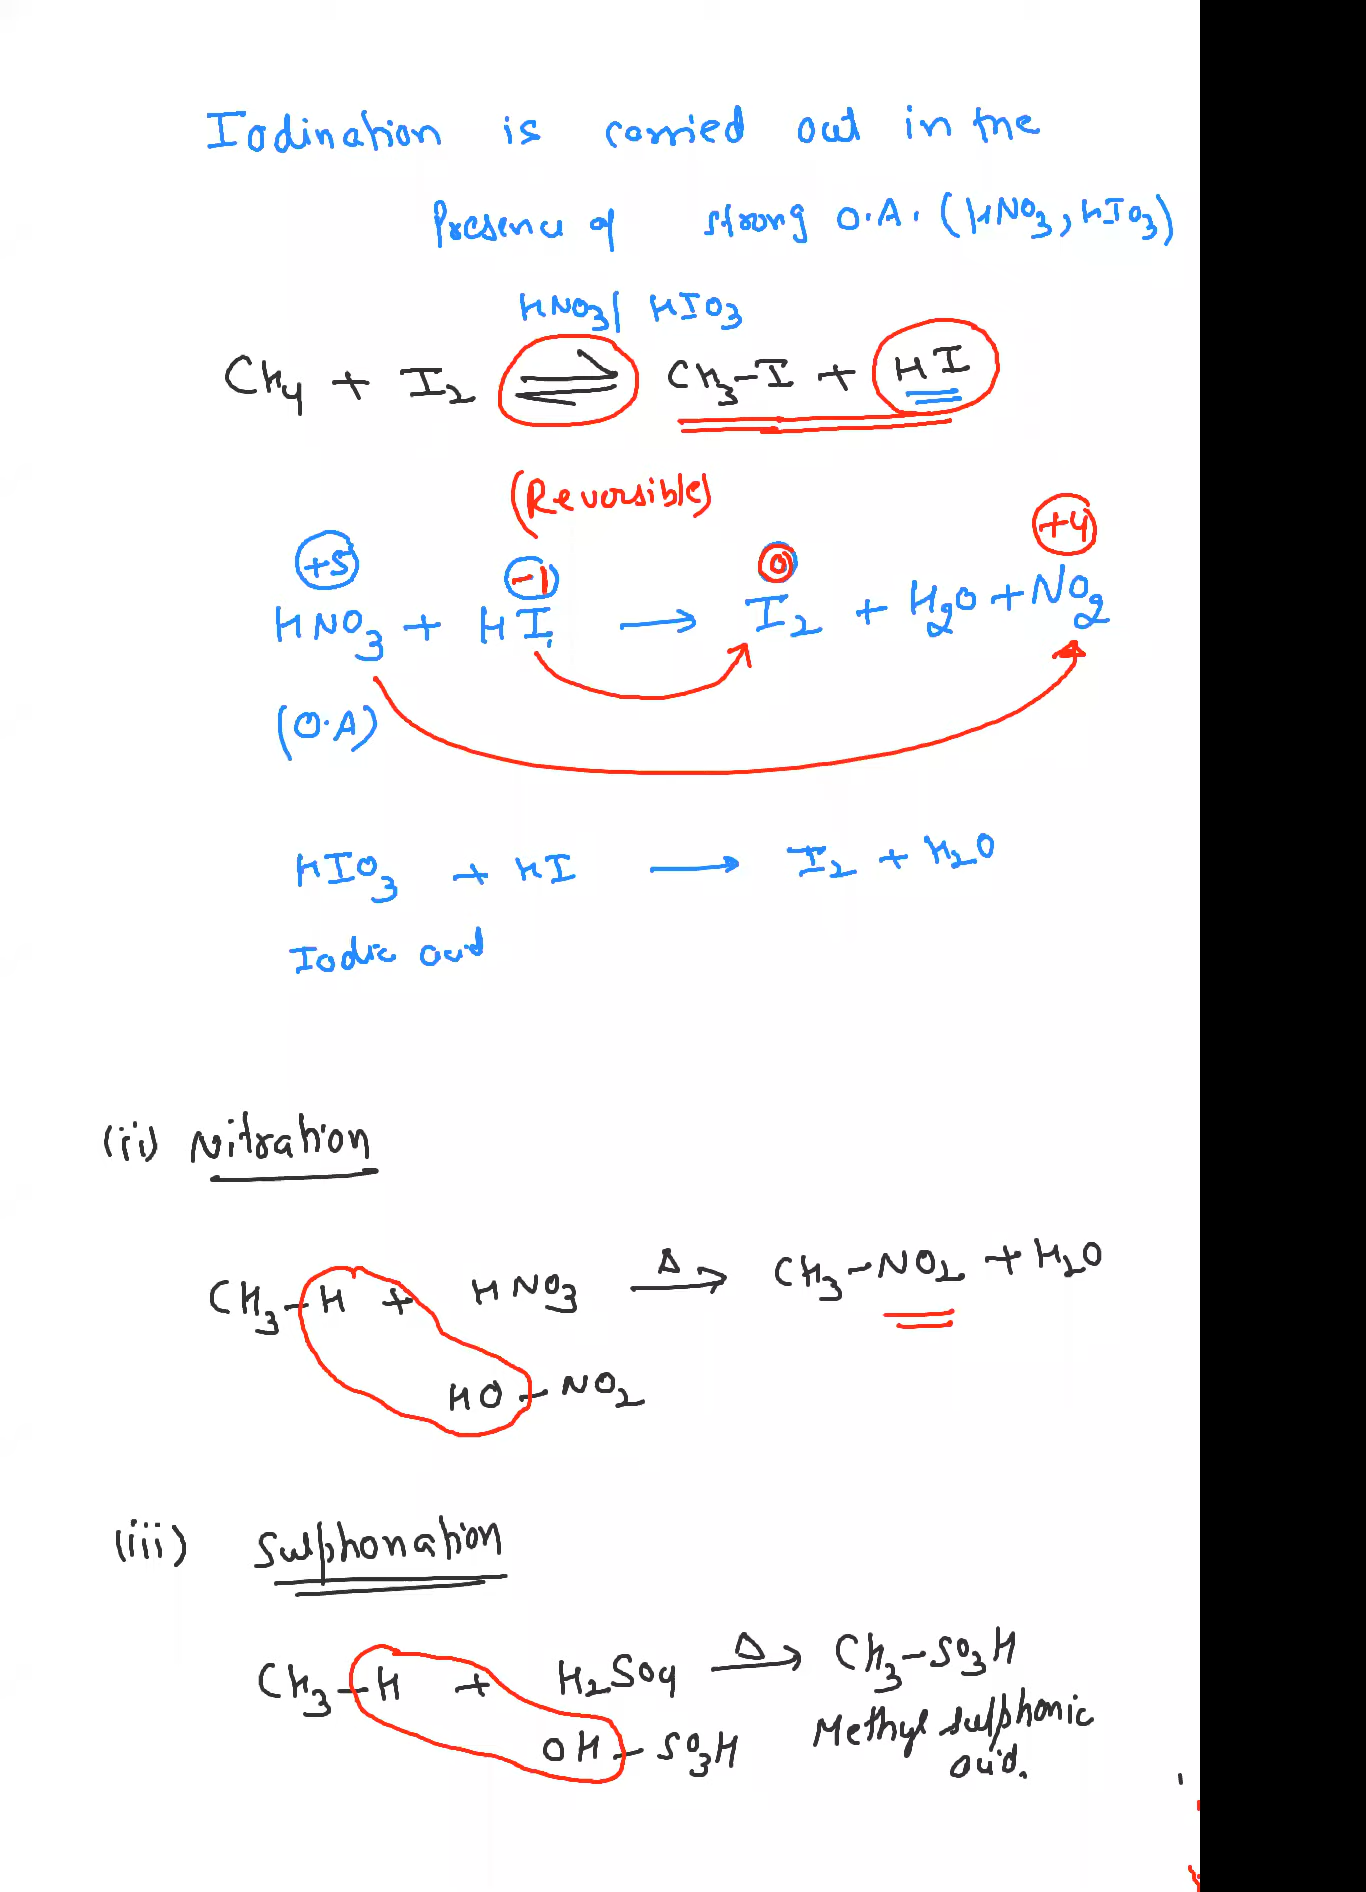 Iodination is carried out in the
Presence of strong O.A. (HNO3, HIO3)
HNO3/ HIO3
CH4 + I2 ⇌ CH3-I + HI
(Reversible)
+5 -1 0 +4
HNO3 + HI → I2 + H2O + NO2
(O.A)
HIO3 + HI → I2 + H2O
Iodic acid
(ii) Nitration
CH3-H + HNO3 Δ→ CH3-NO2 + H2O
HO-NO2
(iii) Sulphonation
CH3-H + H2SO4 Δ→ CH3-SO3H
OH-SO3H Methyl sulphonic
acid.